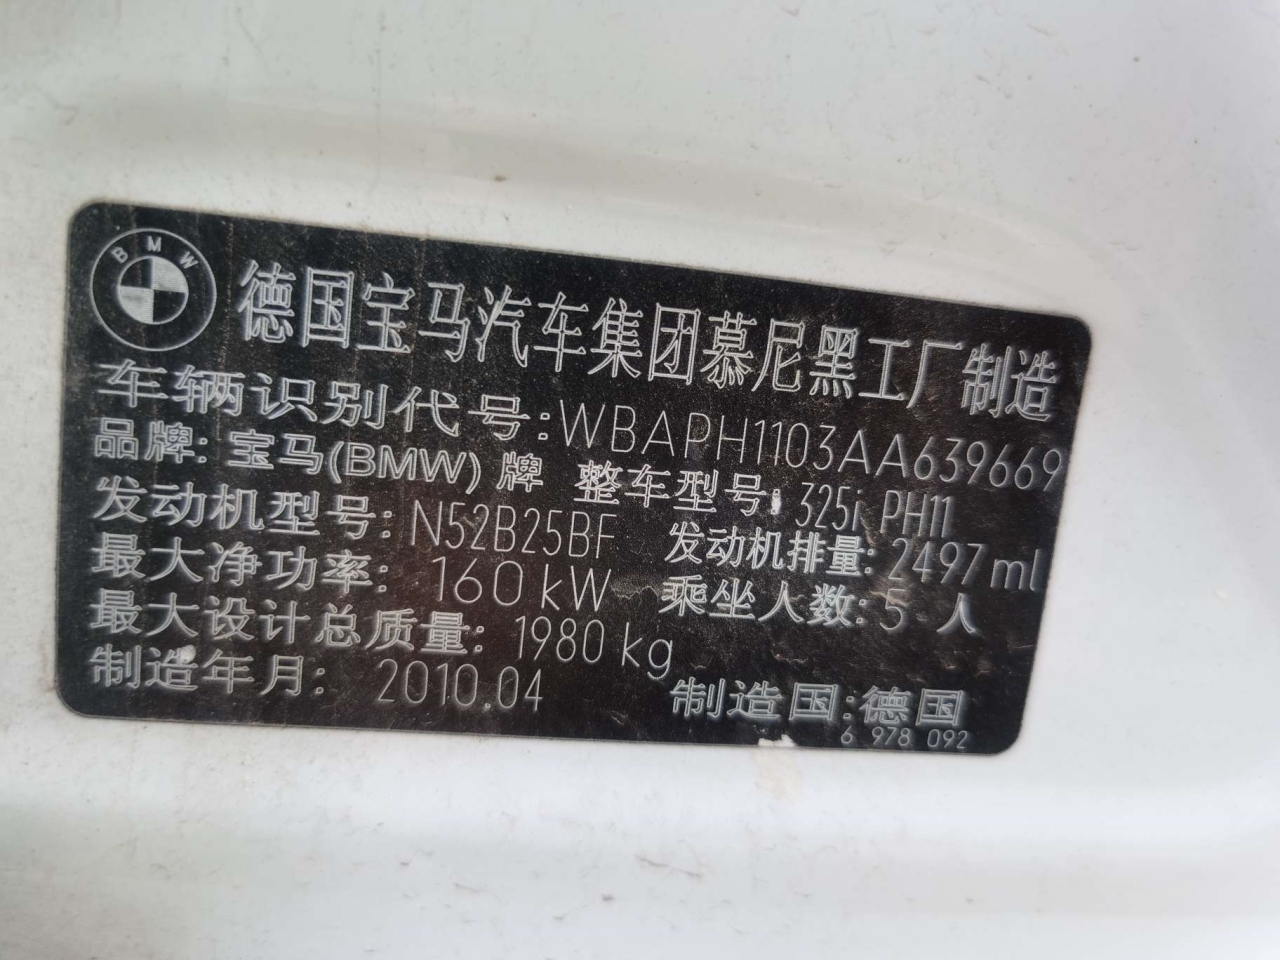 BMW
德国宝马汽车集团慕尼黑工厂制造
车辆识别代号:WBAPH1103AA639669
品牌: 宝马(BMW)牌 整车型号: 325i PH11
发动机型号: N52B25BF 发动机排量: 2497ml
最大净功率: 160 kW 乘坐人数: 5 人
最大设计总质量: 1980 kg
制造年月: 2010.04 制造国:德国
6 978 092